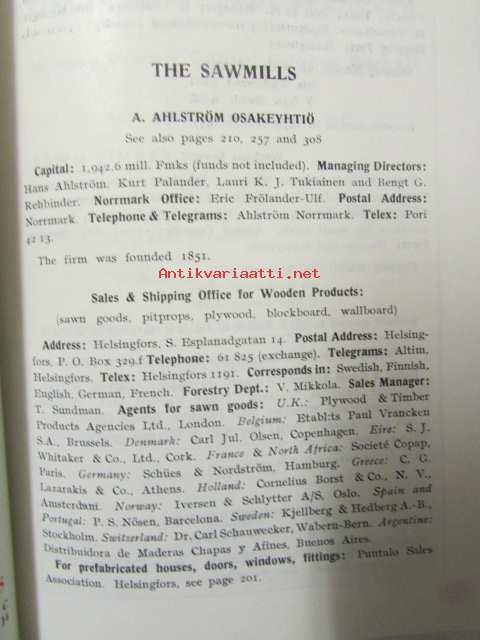 THE SAWMILLS
A. AHLSTRÖM OSAKEYHTIÖ
See also pages 210, 257 and 308
Capital: 1,942.6 mill. Fmks (funds not included). Managing Directors:
Hans Ahlström, Kurt Palander, Lauri K. J. Tukiainen and Bengt G.
Rehbinder. Norrmark Office: Eric Frölander-Ulf. Postal Address:
Norrmark. Telephone & Telegrams: Ahlström Norrmark. Telex: Pori
42 13.
The firm was founded 1851.
Antikvariaatti.net
Sales & Shipping Office for Wooden Products:
(sawn goods, pitprops, plywood, blockboard, wallboard)
Address: Helsingfors, S. Esplanadgatan 14. Postal Address: Helsing-
fors, P. O. Box 329.f Telephone: 61 825 (exchange). Telegrams: Altim,
Helsingfors. Telex: Helsingfors 1191. Corresponds in: Swedish, Finnish,
English, German, French. Forestry Dept.: V. Mikkola. Sales Manager:
T. Sundman. Agents for sawn goods: U.K.: Plywood & Timber
Products Agencies Ltd., London. Belgium: Etabl:ts Paul Vrancken
S.A., Brussels. Denmark: Carl Jul. Olsen, Copenhagen. Eire: S. J.
Whitaker & Co., Ltd., Cork. France & North Africa: Societé Copap,
Paris. Germany: Schües & Nordström, Hamburg. Greece: C. G.
Lazarakis & Co., Athens. Holland: Cornelius Borst & Co., N. V.,
Amsterdam. Norway: Iversen & Schlytter A/S, Oslo. Spain and
Portugal: P. S. Nösen, Barcelona. Sweden: Kjellberg & Hedberg A.-B.,
Stockholm. Switzerland: Dr. Carl Schauwecker, Wabern-Bern. Argentine:
Distribuidora de Maderas Chapas y Afines, Buenos Aires.
For prefabricated houses, doors, windows, fittings: Puutalo Sales
Association. Helsingfors, see page 201.